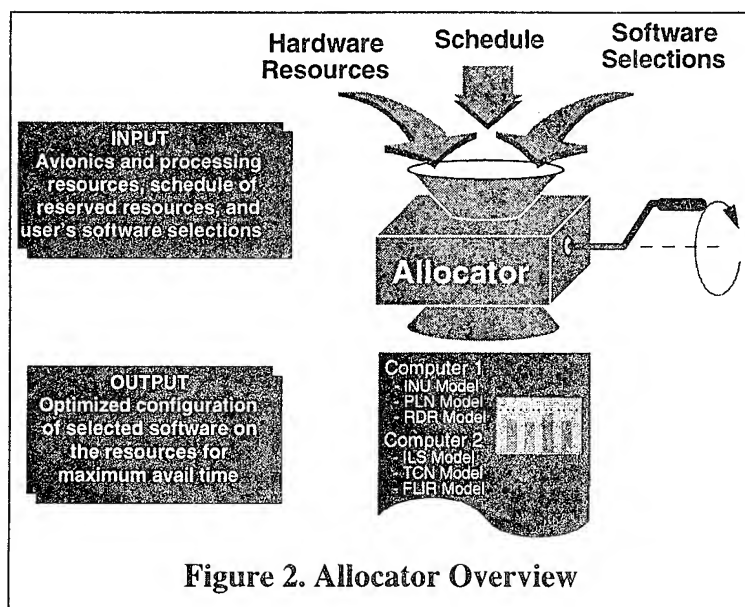 Hardware
Resources
Schedule
Software
Selections
INPUT
Avionics and processing
resources, schedule of
reserved resources, and
user's software selections
Allocator
OUTPUT
Optimized configuration
of selected software on
the resources for
maximum avail time
Computer 1
- INU Model
- PLN Model
- RDR Model
Computer 2
- ILS Model
- TCN Model
- FLIR Model
Figure 2. Allocator Overview